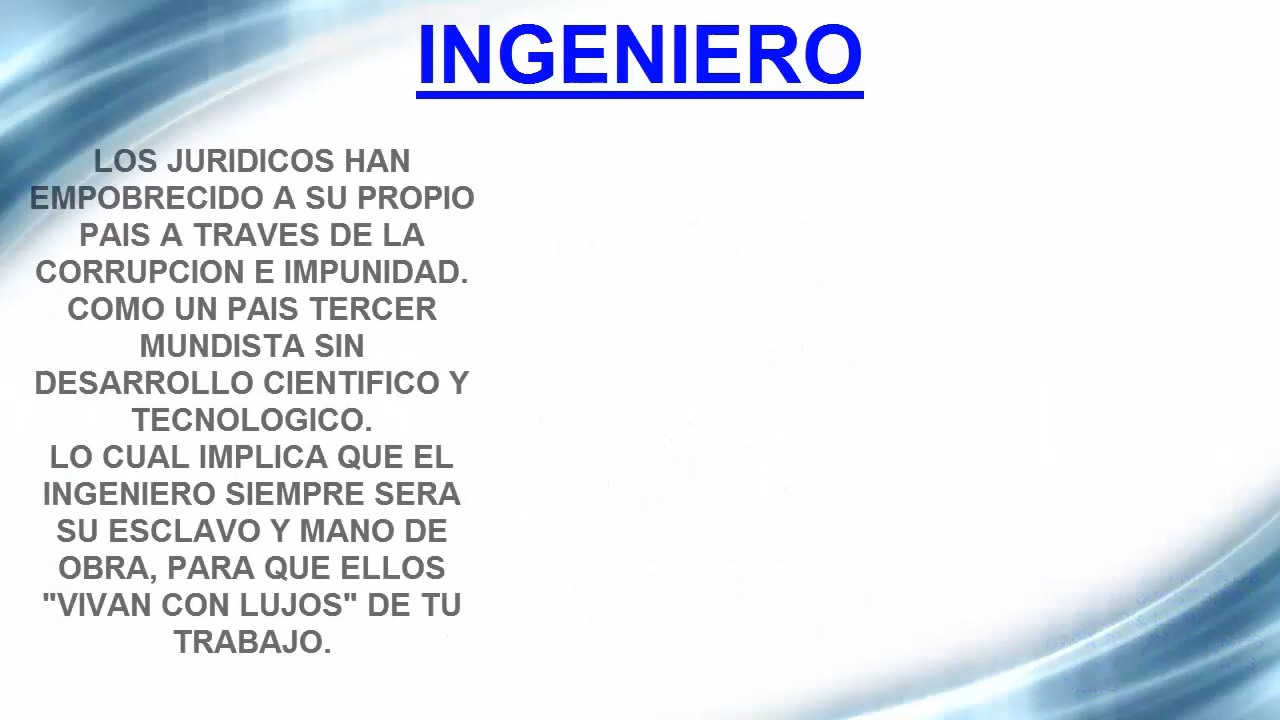 INGENIERO
LOS JURIDICOS HAN
EMPOBRECIDO A SU PROPIO
PAIS A TRAVES DE LA
CORRUPCION E IMPUNIDAD.
COMO UN PAIS TERCER
MUNDISTA SIN
DESARROLLO CIENTIFICO Y
TECNOLOGICO.
LO CUAL IMPLICA QUE EL
INGENIERO SIEMPRE SERA
SU ESCLAVO Y MANO DE
OBRA, PARA QUE ELLOS
"VIVAN CON LUJOS" DE TU
TRABAJO.